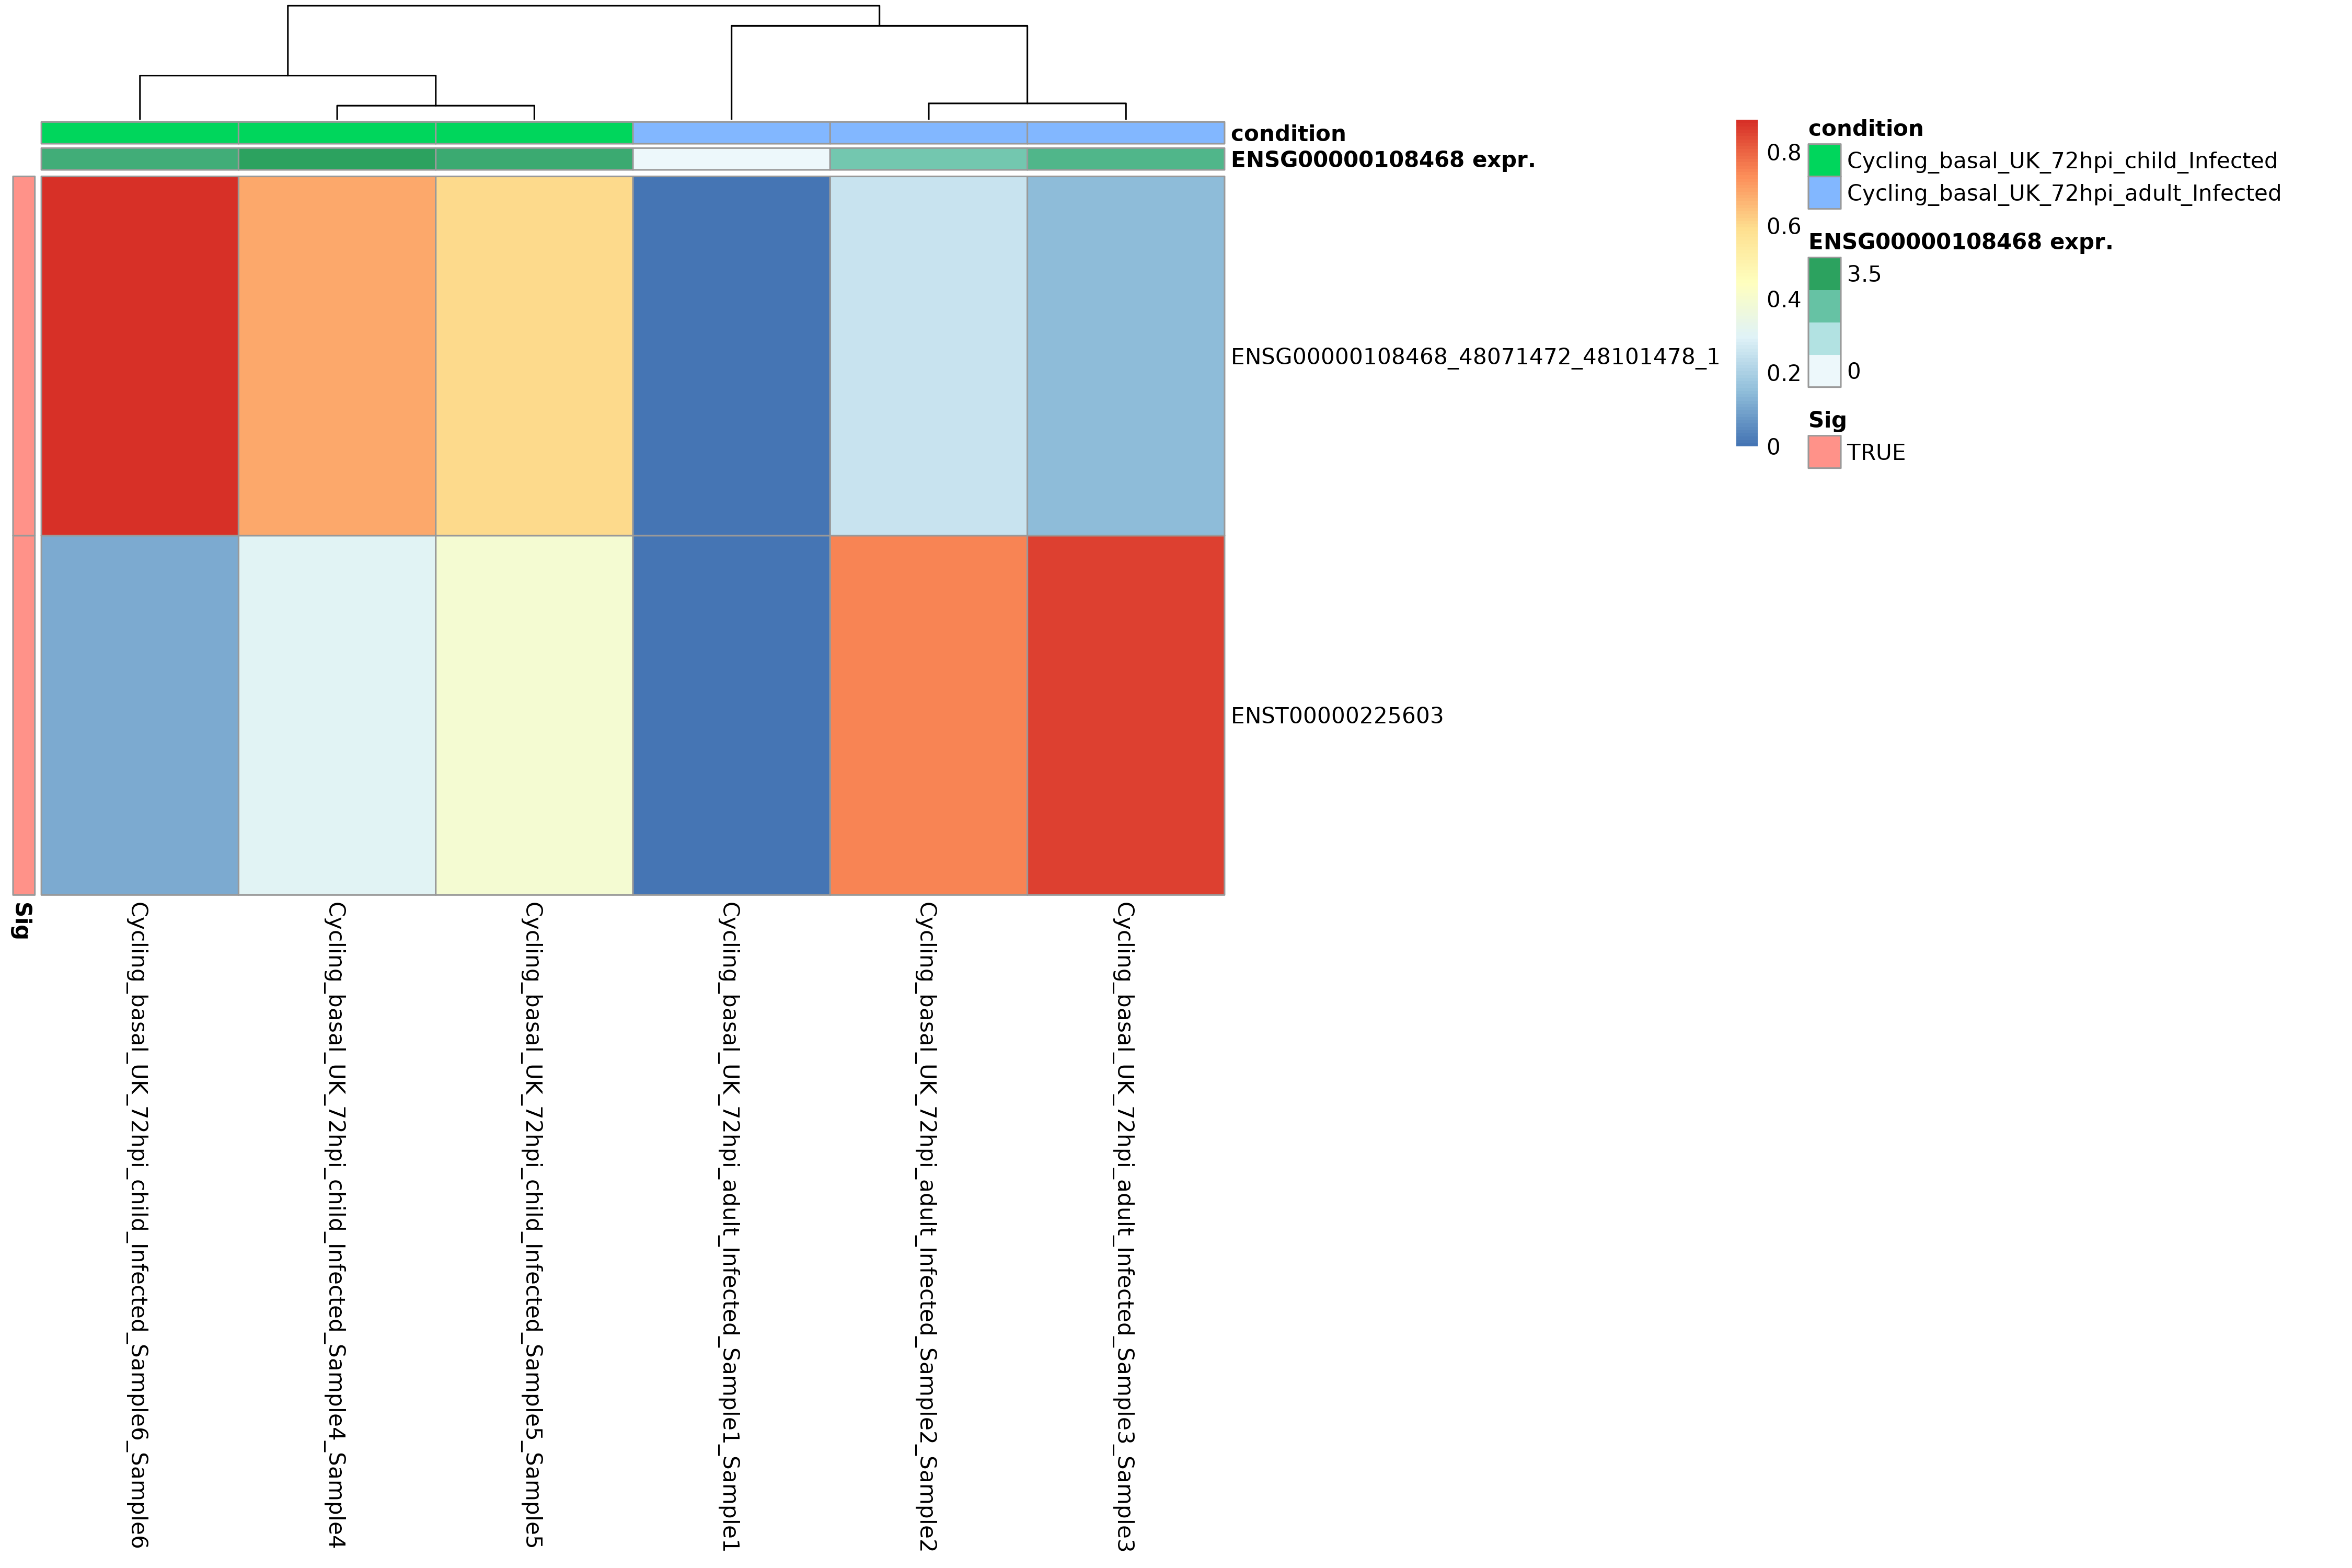 condition
ENSG00000108468 expr.
ENSG00000108468_48071472_48101478_1
ENST00000225603
0.8
0.6
0.4
0.2
0
condition
Cycling_basal_UK_72hpi_child_Infected
Cycling_basal_UK_72hpi_adult_Infected
ENSG00000108468 expr.
3.5
0
Sig
TRUE
Sig
Cycling_basal_UK_72hpi_child_Infected_Sample6_Sample6
Cycling_basal_UK_72hpi_child_Infected_Sample4_Sample4
Cycling_basal_UK_72hpi_child_Infected_Sample5_Sample5
Cycling_basal_UK_72hpi_adult_Infected_Sample1_Sample1
Cycling_basal_UK_72hpi_adult_Infected_Sample2_Sample2
Cycling_basal_UK_72hpi_adult_Infected_Sample3_Sample3